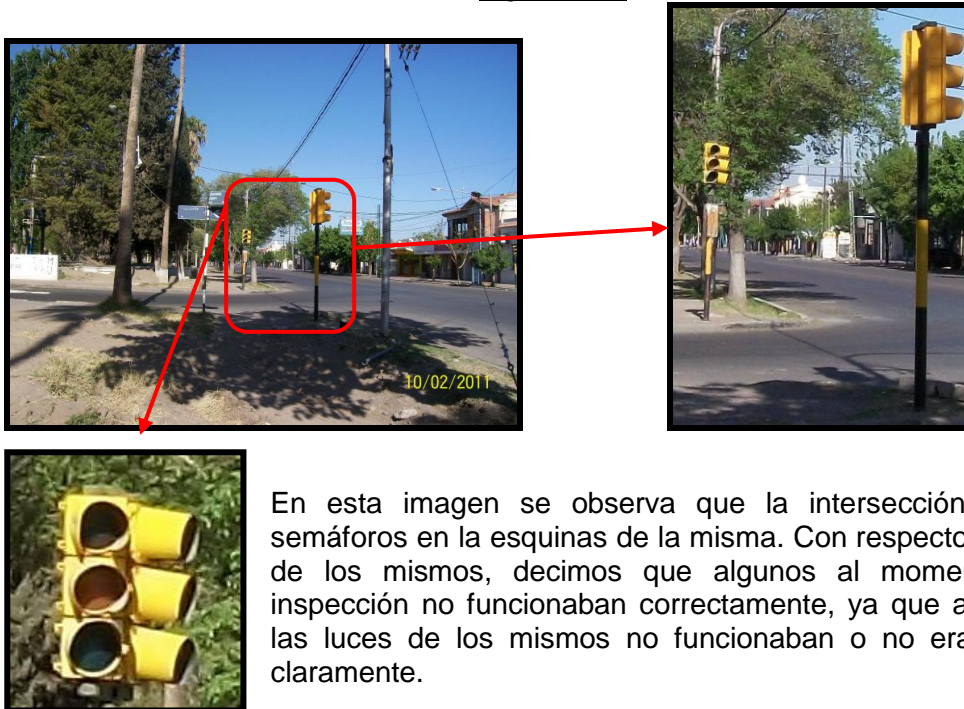 10/02/2011
En esta imagen se observa que la intersección
semáforos en la esquinas de la misma. Con respecto
de los mismos, decimos que algunos al
inspección no funcionaban correctamente, ya que
las luces de los mismos no funcionaban o no
claramente.